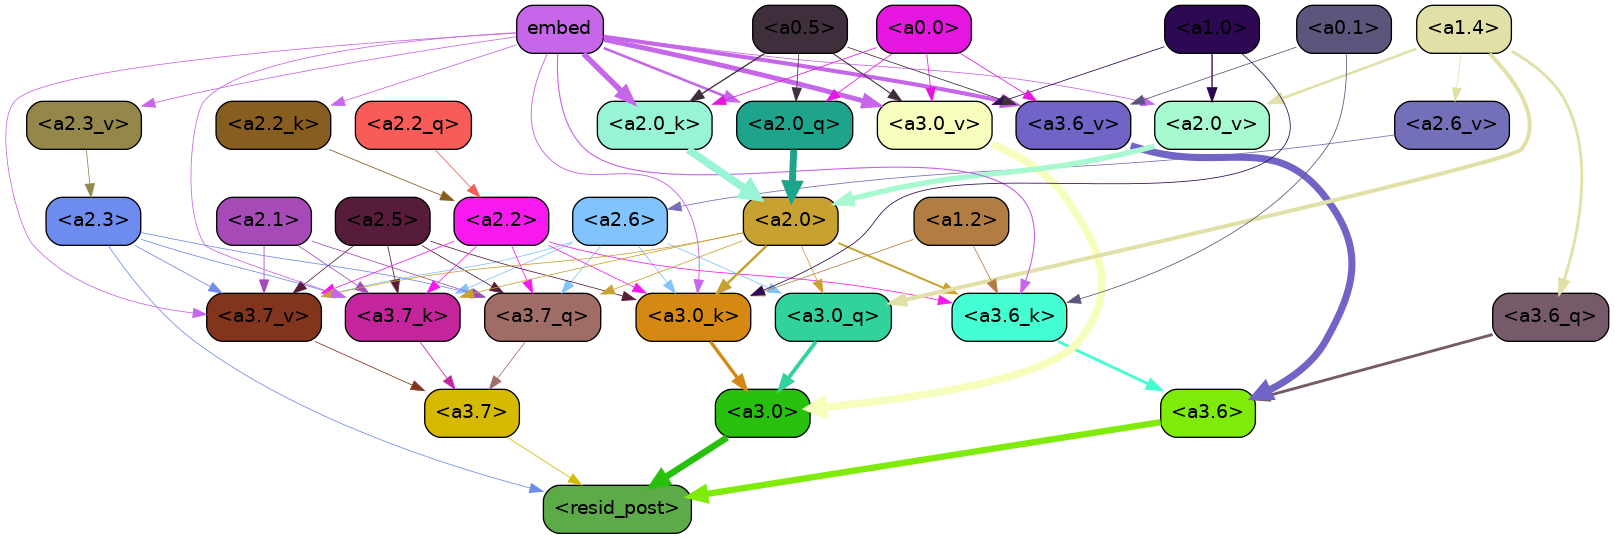 embed
<a0.5>
<a0.0>
<a1.0>
<a0.1>
<a1.4>
<a2.3_v>
<a2.2_k>
<a2.2_q>
<a2.0_k>
<a2.0_q>
<a3.0_v>
<a3.6_v>
<a2.0_v>
<a2.6_v>
<a2.3>
<a2.1>
<a2.5>
<a2.2>
<a2.6>
<a2.0>
<a1.2>
<a3.7_v>
<a3.7_k>
<a3.7_q>
<a3.0_k>
<a3.0_q>
<a3.6_k>
<a3.6_q>
<a3.7>
<a3.0>
<a3.6>
<resid_post>